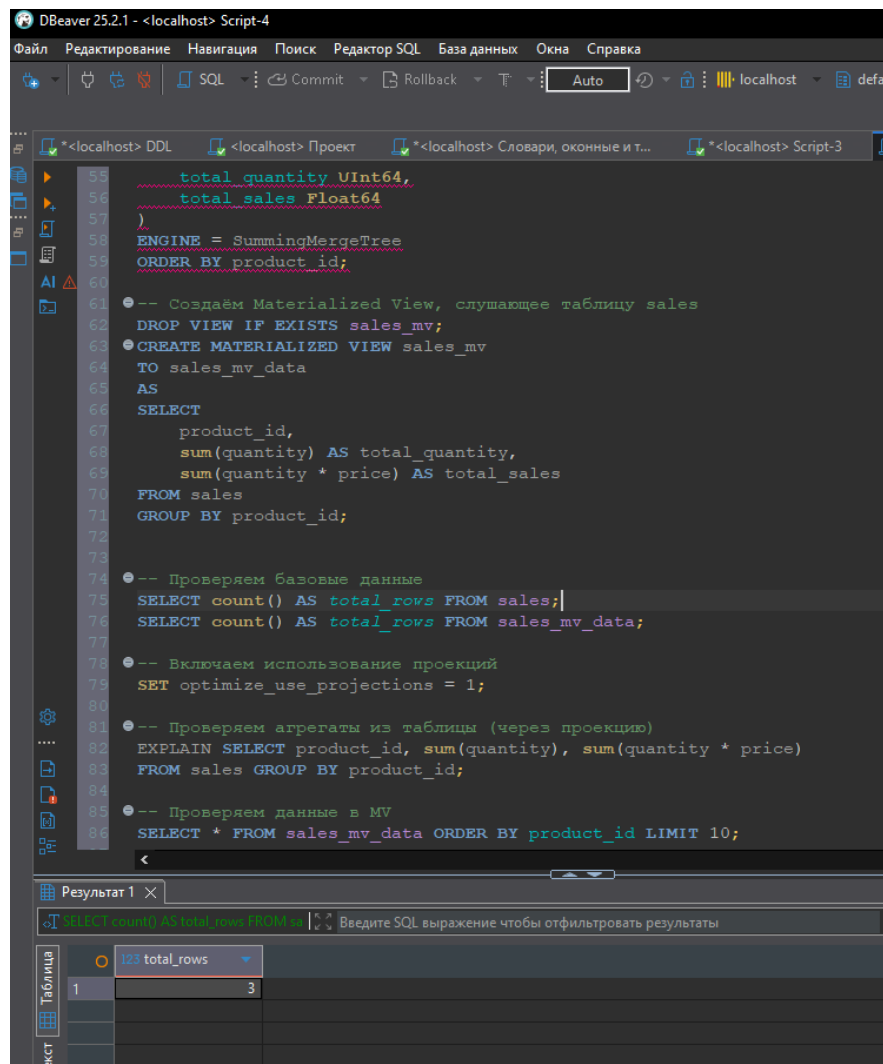 DBeaver 25.2.1 - <localhost> Script-4
Файл Редактирование Навигация Поиск Редактор SQL База данных Окна Справка
SQL Commit Rollback Auto localhost defa
*<localhost> DDL <localhost> Проект *<localhost> Словари, оконные и т... *<localhost> Script-3
55 total_quantity UInt64,
56 total_sales Float64
57 )
58 ENGINE = SummingMergeTree
59 ORDER BY product_id;
AI 60
61 -- Создаём Materialized View, слушающее таблицу sales
62 DROP VIEW IF EXISTS sales_mv;
63 CREATE MATERIALIZED VIEW sales_mv
64 TO sales_mv_data
65 AS
66 SELECT
67 product_id,
68 sum(quantity) AS total_quantity,
69 sum(quantity * price) AS total_sales
70 FROM sales
71 GROUP BY product_id;
72
73
74 -- Проверяем базовые данные
75 SELECT count() AS total_rows FROM sales;
76 SELECT count() AS total_rows FROM sales_mv_data;
77
78 -- Включаем использование проекций
79 SET optimize_use_projections = 1;
80
81 -- Проверяем агрегаты из таблицы (через проекцию)
82 EXPLAIN SELECT product_id, sum(quantity), sum(quantity * price)
83 FROM sales GROUP BY product_id;
84
85 -- Проверяем данные в MV
86 SELECT * FROM sales_mv_data ORDER BY product_id LIMIT 10;
Результат 1
SELECT count() AS total_rows FROM sa Введите SQL выражение чтобы отфильтровать результаты
Таблица
123 total_rows
1 3